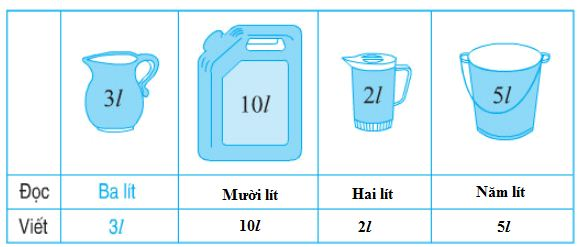 3l 10l 2l 5l
Đọc Ba lít Mười lít Hai lít Năm lít
Viết 3l 10l 2l 5l